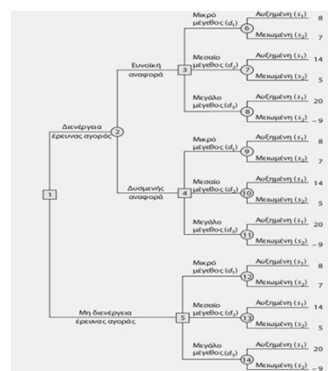 Μικρό
μέγεθος (d₁)
6
Αυξημένη (s₁) 8
Μειωμένη (s₂) 7
Ευνοϊκή
αναφορά
3
Μεσαίο
μέγεθος (d₂)
7
Αυξημένη (s₁) 14
Μειωμένη (s₂) 5
Μεγάλο
μέγεθος (d₃)
8
Αυξημένη (s₁) 20
Μειωμένη (s₂) –9
Διενέργεια
έρευνας αγοράς
2
Μικρό
μέγεθος (d₁)
9
Αυξημένη (s₁) 8
Μειωμένη (s₂) 7
1
Δυσμενής
αναφορά
4
Μεσαίο
μέγεθος (d₂)
10
Αυξημένη (s₁) 14
Μειωμένη (s₂) 5
Μεγάλο
μέγεθος (d₃)
11
Αυξημένη (s₁) 20
Μειωμένη (s₂) –9
Μικρό
μέγεθος (d₁)
12
Αυξημένη (s₁) 8
Μειωμένη (s₂) 7
Μη διενέργεια
έρευνας αγοράς
5
Μεσαίο
μέγεθος (d₂)
13
Αυξημένη (s₁) 14
Μειωμένη (s₂) 5
Μεγάλο
μέγεθος (d₃)
14
Αυξημένη (s₁) 20
Μειωμένη (s₂) –9